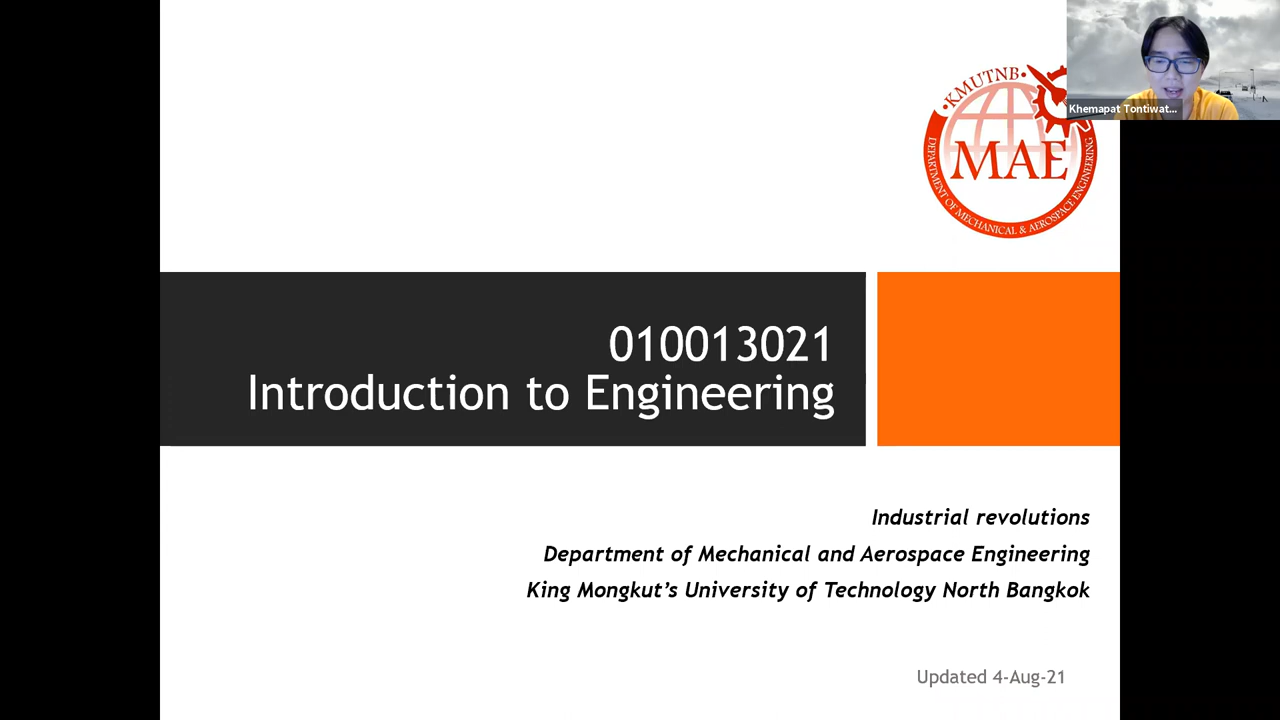 •KMUTNB•
MAE
DEPARTMENT OF MECHANICAL & AEROSPACE ENGINEERING
Khemapat Tontiwat...
010013021
Introduction to Engineering
Industrial revolutions
Department of Mechanical and Aerospace Engineering
King Mongkut’s University of Technology North Bangkok
Updated 4-Aug-21